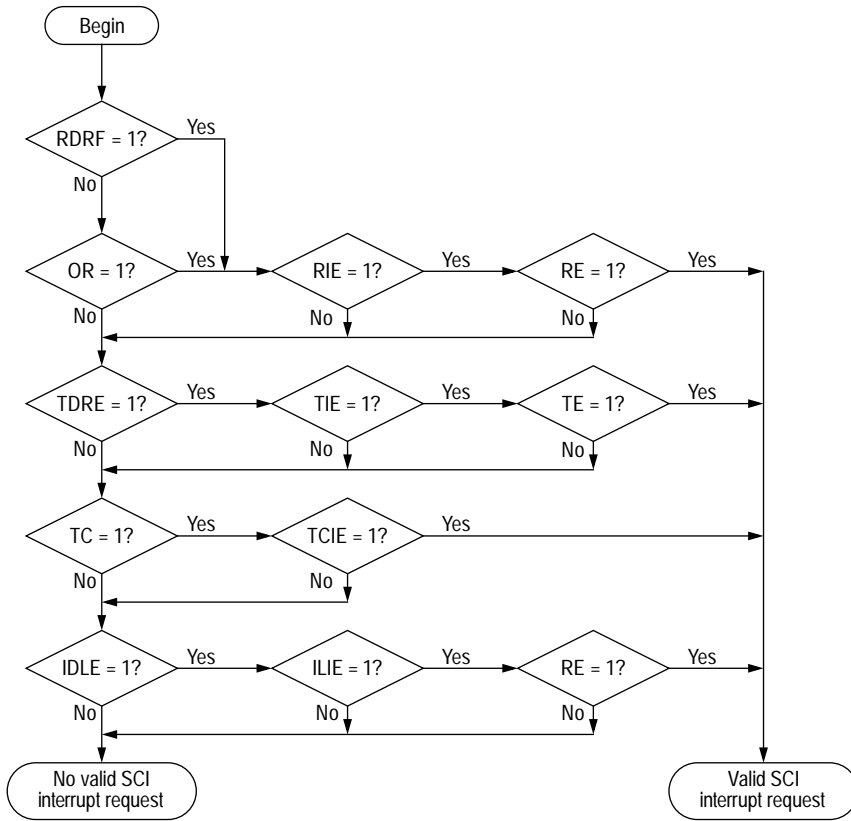 Begin
RDRF = 1?
Yes
No
OR = 1?
Yes
RIE = 1?
Yes
RE = 1?
Yes
No
No
No
TDRE = 1?
Yes
TIE = 1?
Yes
TE = 1?
Yes
No
No
No
TC = 1?
Yes
TCIE = 1?
Yes
No
No
IDLE = 1?
Yes
ILIE = 1?
Yes
RE = 1?
Yes
No
No
No
No valid SCI
interrupt request
Valid SCI
interrupt request